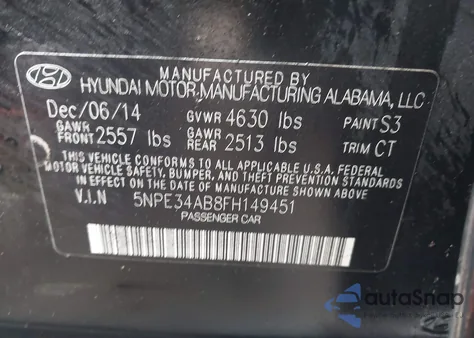 MANUFACTURED BY
HYUNDAI MOTOR MANUFACTURING ALABAMA, LLC
Dec/06/14 GVWR 4630 lbs PAINT S3
GAWR FRONT 2557 lbs GAWR REAR 2513 lbs TRIM CT
THIS VEHICLE CONFORMS TO ALL APPLICABLE U.S.A FEDERAL
MOTOR VEHICLE SAFETY, BUMPER, AND THEFT PREVENTION STANDARDS
IN EFFECT ON THE DATE OF MANUFACTURE SHOWN ABOVE.
V.I.N 5NPE34AB8FH149451
PASSENGER CAR
autaSnap